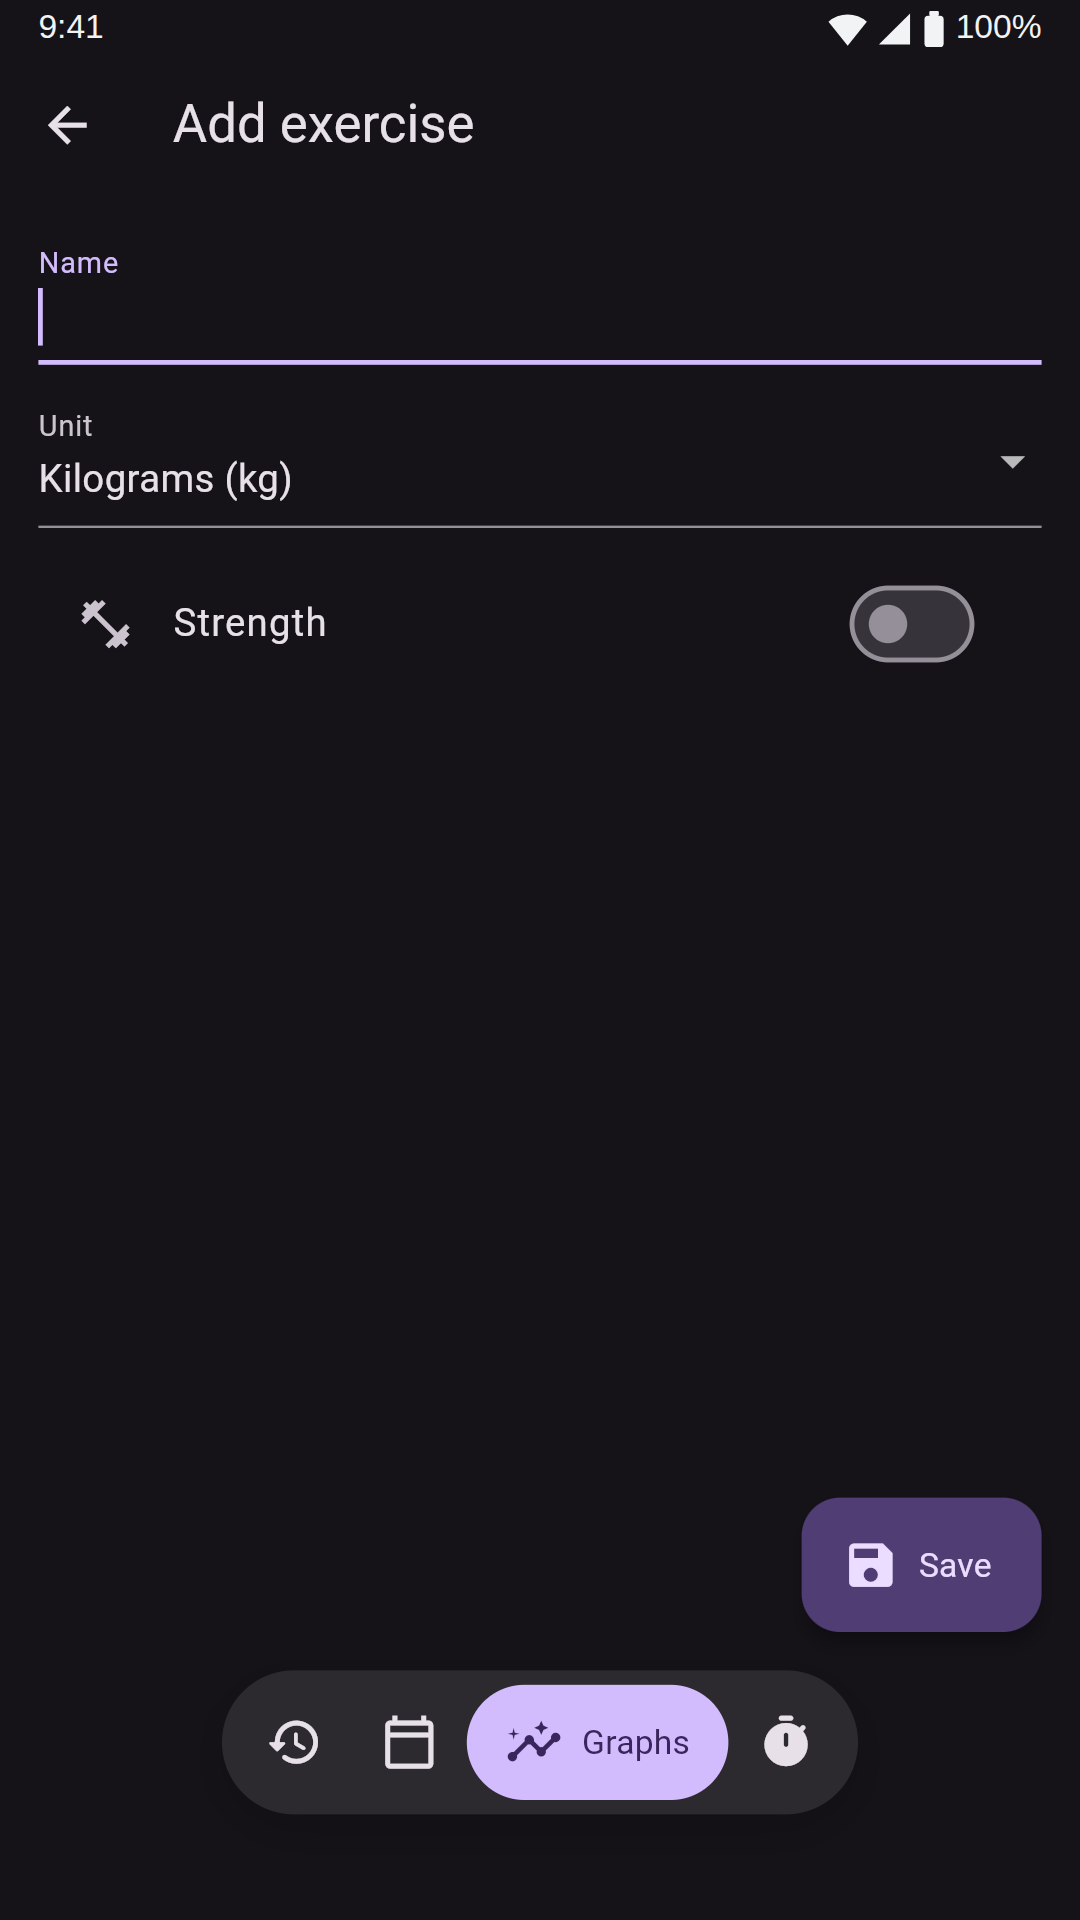 9:41
100%
Add exercise
Name
Unit
Kilograms (kg)
Strength
Save
Graphs